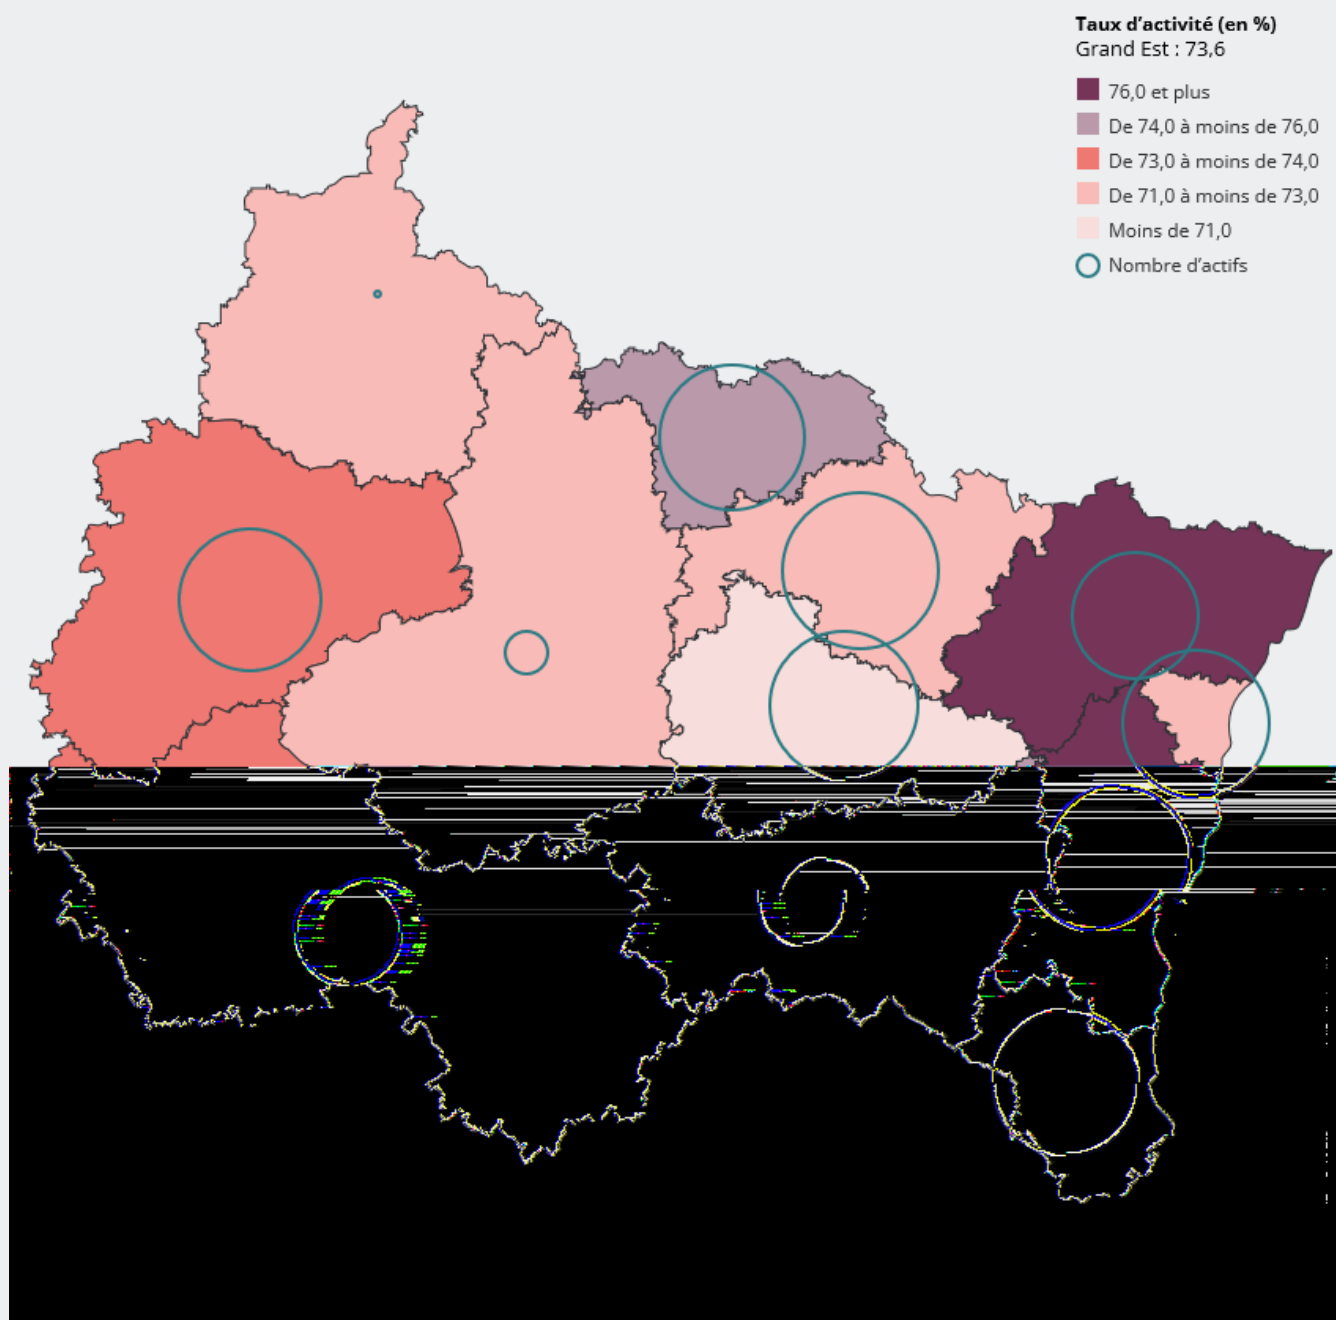 Taux d’activité (en %)
Grand Est : 73,6
76,0 et plus
De 74,0 à moins de 76,0
De 73,0 à moins de 74,0
De 71,0 à moins de 73,0
Moins de 71,0
Nombre d’actifs